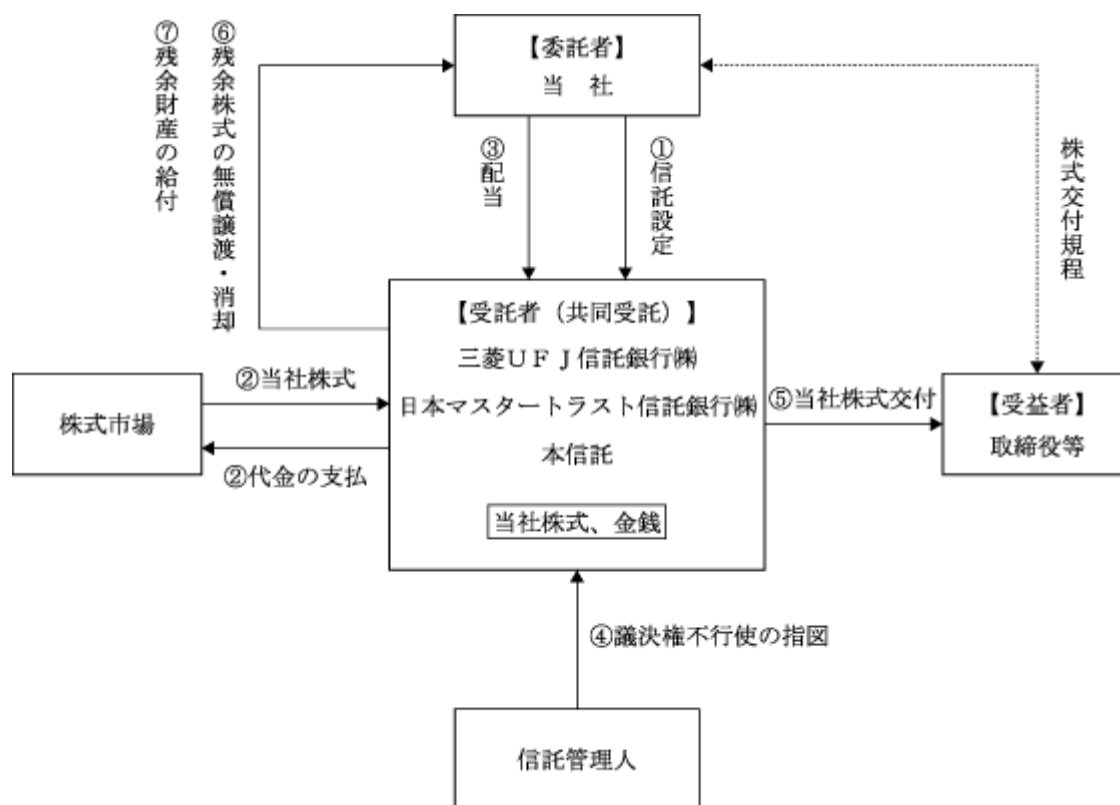 ⑦残余財産の給付
⑥残余株式の無償譲渡・消却
【委託者】
当 社
③配当
①信託設定
株式交付規程
【受託者(共同受託)】
三菱UFJ信託銀行㈱
日本マスタートラスト信託銀行㈱
本信託
当社株式、金銭
②当社株式
株式市場
②代金の支払
⑤当社株式交付
【受益者】
取締役等
④議決権不行使の指図
信託管理人